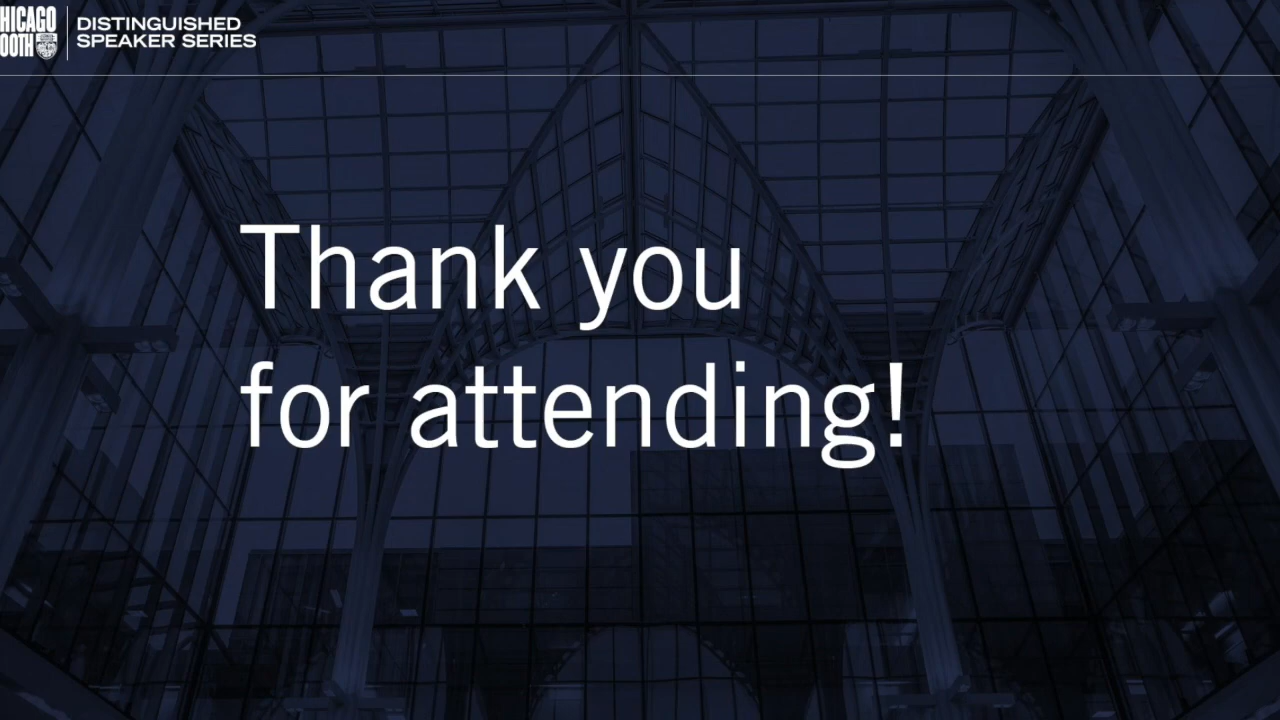 HICAGO
OOTH
DISTINGUISHED
SPEAKER SERIES
Thank you
for attending!